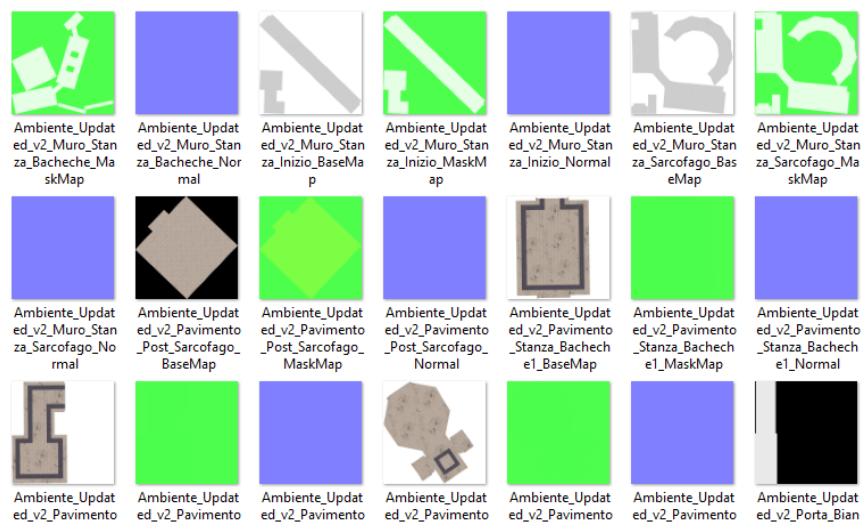 Ambiente_Updat ed_v2_Muro_Stan za_Bacheche_Ma skMap
Ambiente_Updat ed_v2_Muro_Stan za_Bacheche_Nor mal
Ambiente_Updat ed_v2_Muro_Stan za_Inizio_BaseMa p
Ambiente_Updat ed_v2_Muro_Stan za_Inizio_MaskM ap
Ambiente_Updat ed_v2_Muro_Stan za_Inizio_Normal
Ambiente_Updat ed_v2_Muro_Stan za_Sarcofago_Bas eMap
Ambiente_Updat ed_v2_Muro_Stan za_Sarcofago_Ma skMap
Ambiente_Updat ed_v2_Muro_Stan za_Sarcofago_No rmal
Ambiente_Updat ed_v2_Pavimento _Post_Sarcofago_ BaseMap
Ambiente_Updat ed_v2_Pavimento _Post_Sarcofago_ MaskMap
Ambiente_Updat ed_v2_Pavimento _Post_Sarcofago_ Normal
Ambiente_Updat ed_v2_Pavimento _Stanza_Bachech e1_BaseMap
Ambiente_Updat ed_v2_Pavimento _Stanza_Bachech e1_MaskMap
Ambiente_Updat ed_v2_Pavimento _Stanza_Bachech e1_Normal
Ambiente_Updat ed_v2_Pavimento
Ambiente_Updat ed_v2_Pavimento
Ambiente_Updat ed_v2_Pavimento
Ambiente_Updat ed_v2_Pavimento
Ambiente_Updat ed_v2_Pavimento
Ambiente_Updat ed_v2_Pavimento
Ambiente_Updat ed_v2_Porta_Bian